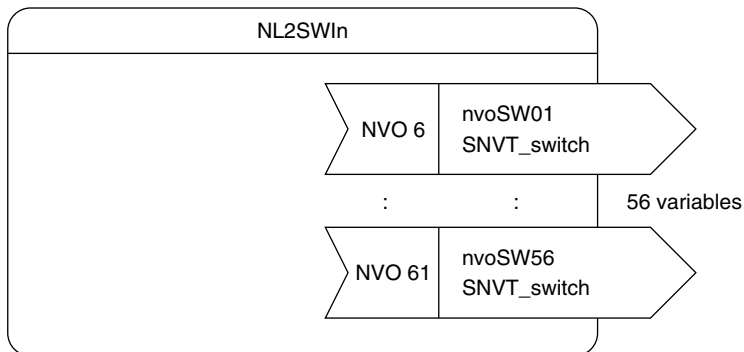 NL2SWIn
NVO 6
nvoSW01
SNVT_switch
: :
56 variables
NVO 61
nvoSW56
SNVT_switch